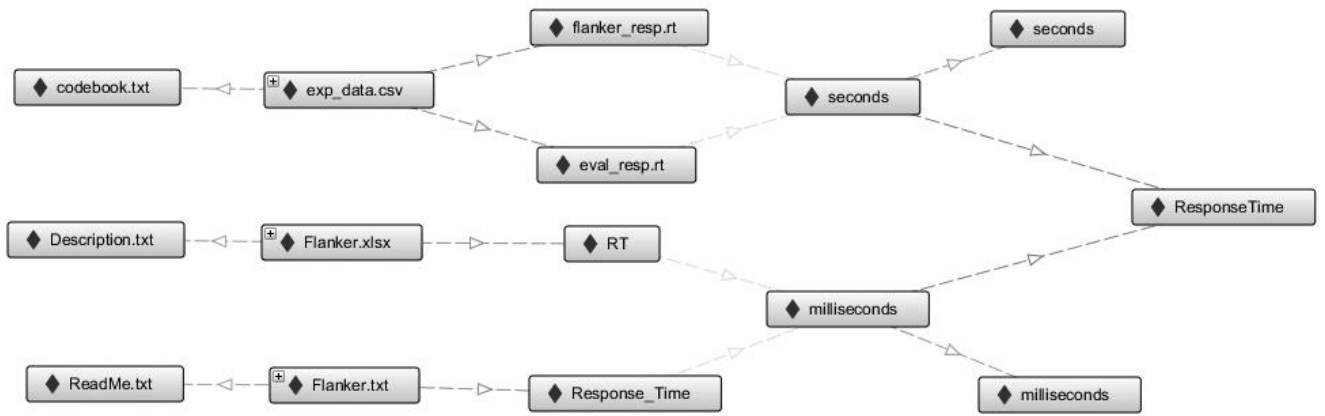 flanker_resp.rt
seconds
codebook.txt
exp_data.csv
seconds
eval_resp.rt
ResponseTime
Description.txt
Flanker.xlsx
RT
milliseconds
ReadMe.txt
Flanker.txt
Response_Time
milliseconds